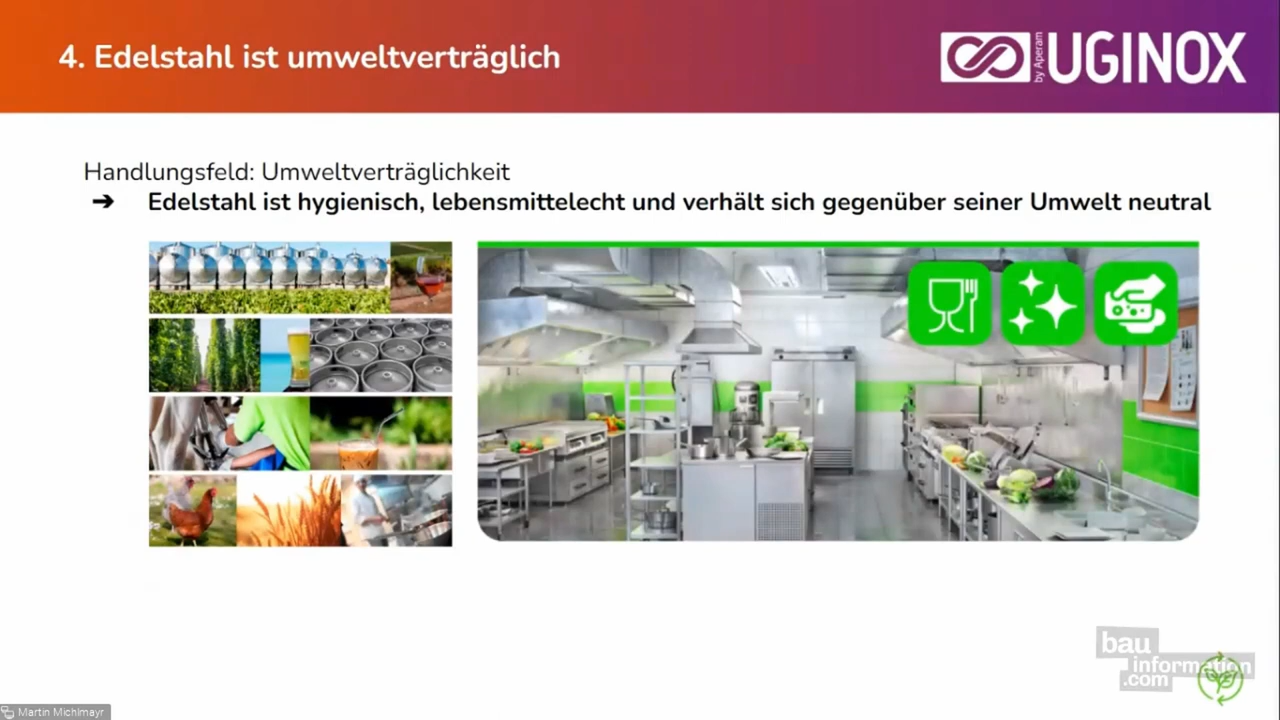 4. Edelstahl ist umweltverträglich
by Aperam
UGINOX
Handlungsfeld: Umweltverträglichkeit
➔ Edelstahl ist hygienisch, lebensmittelecht und verhält sich gegenüber seiner Umwelt neutral
bau
information
.com
Martin Michlmayr